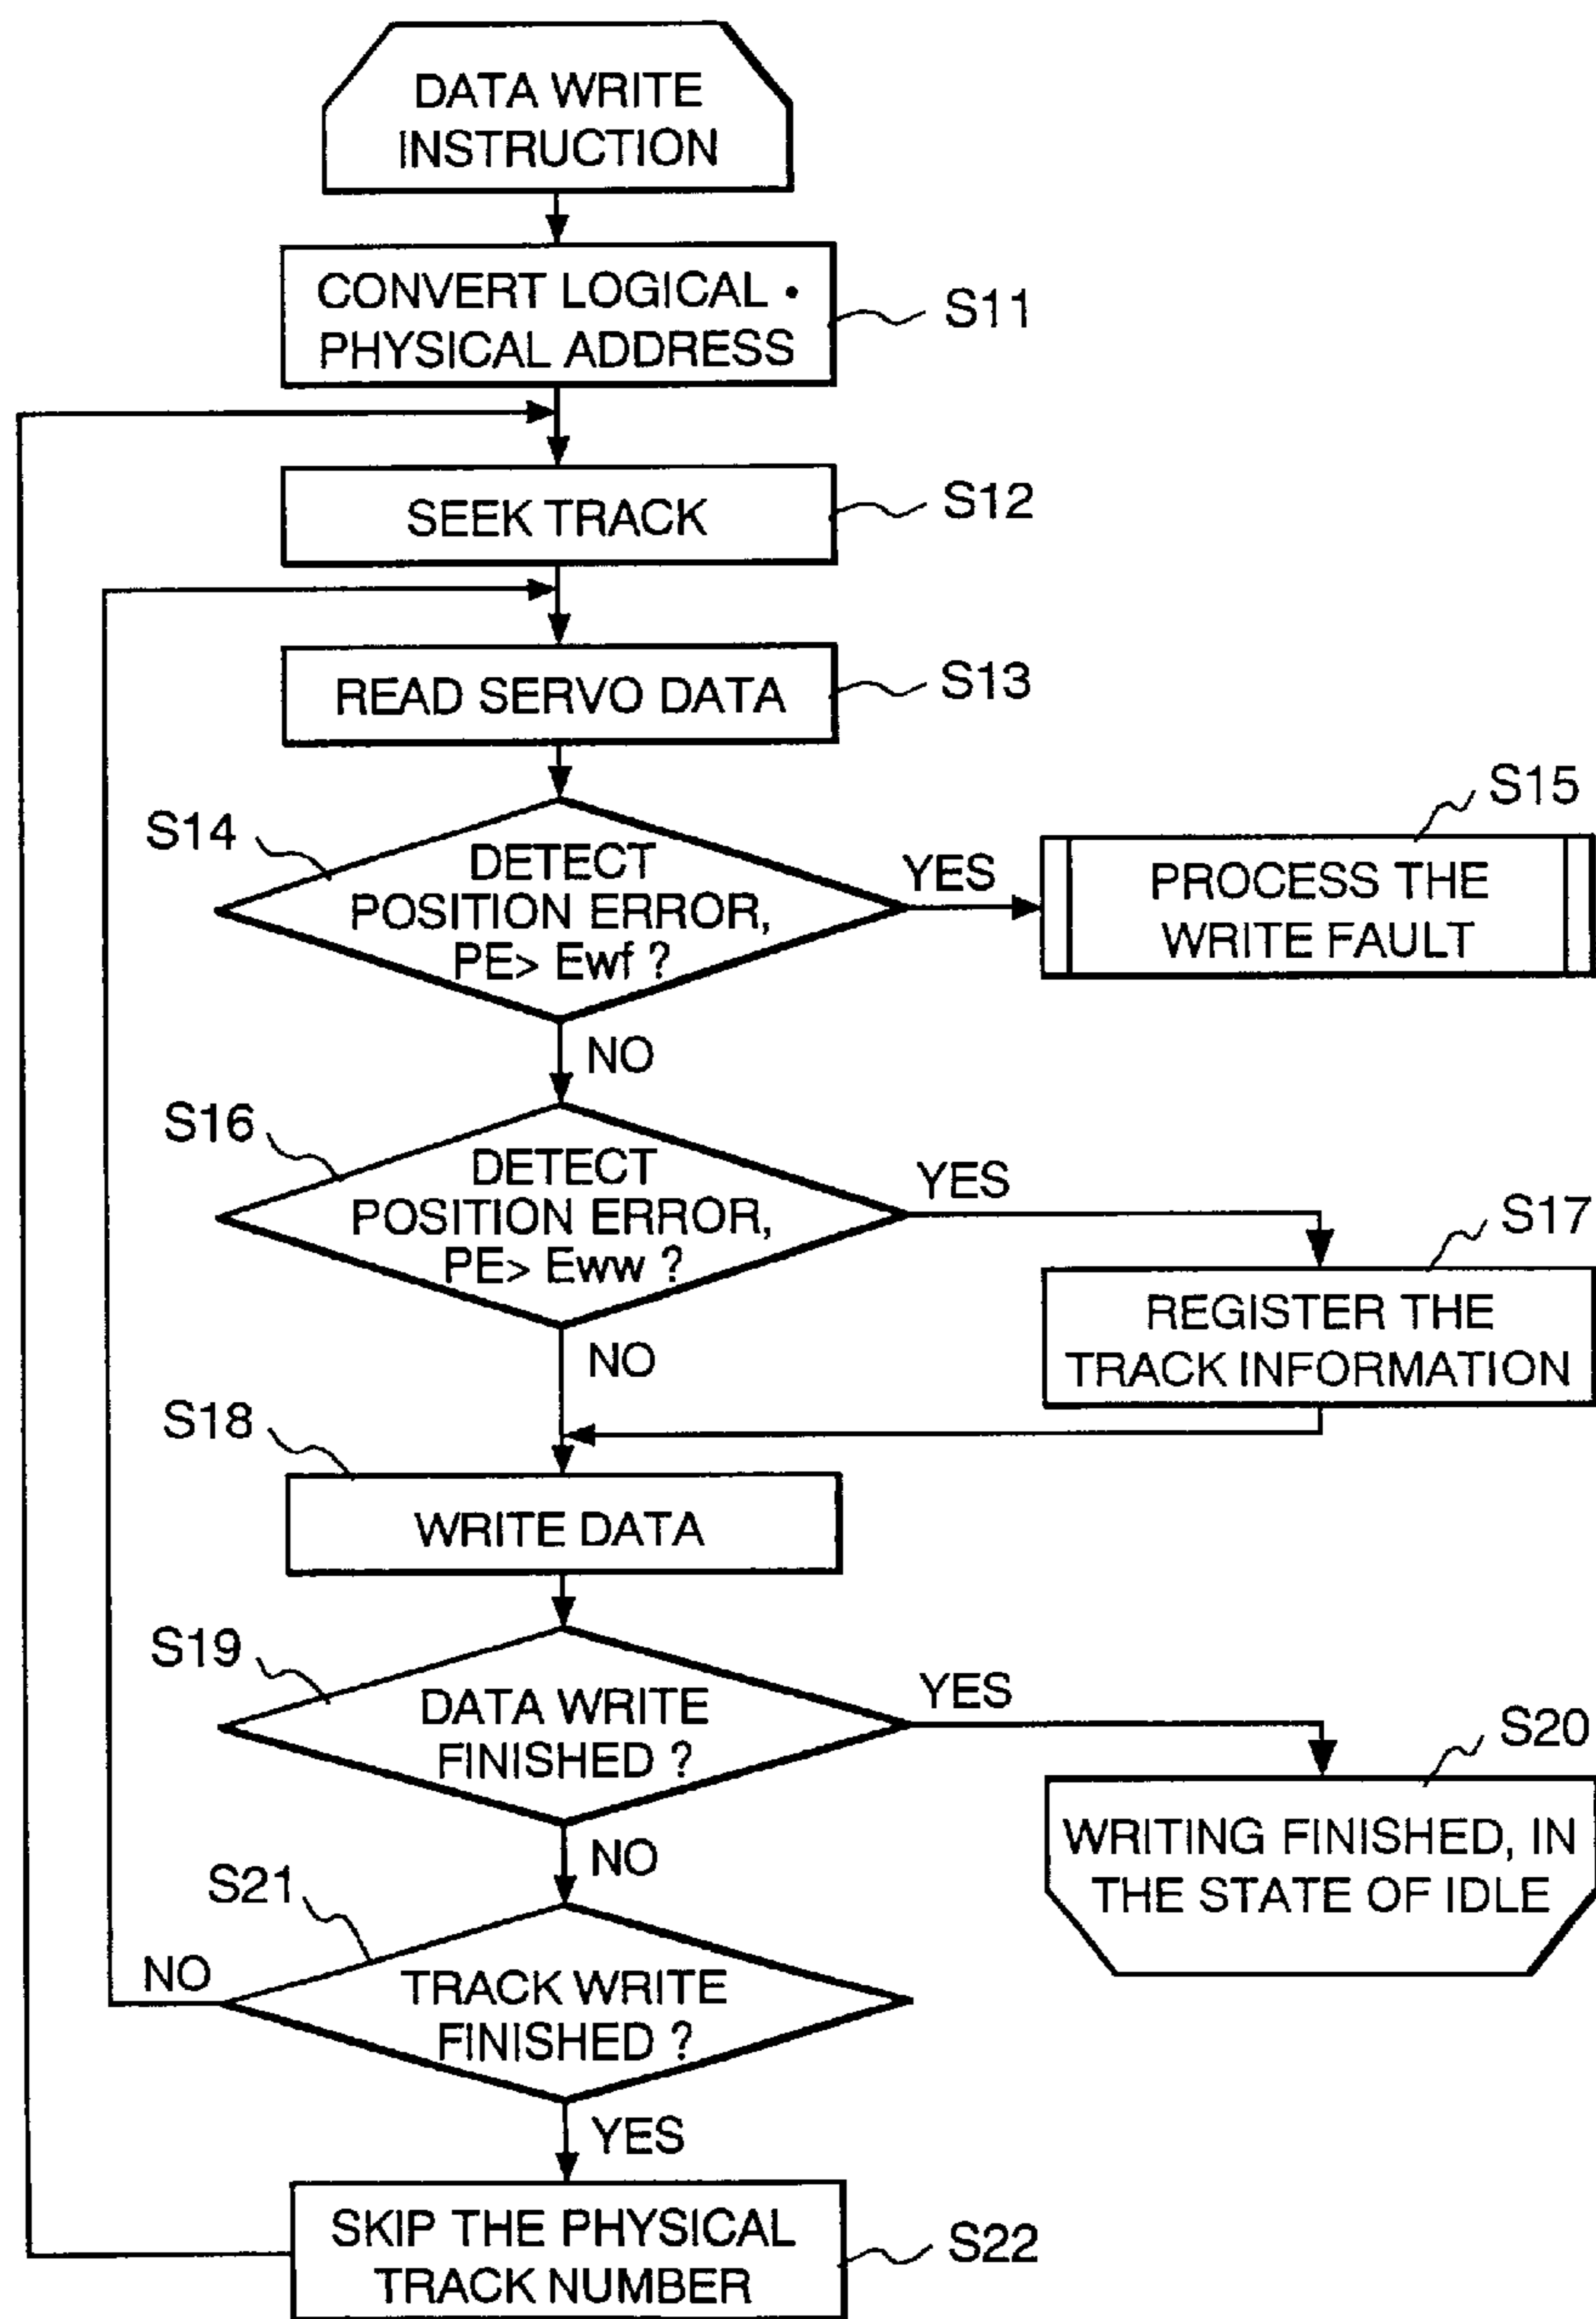 DATA WRITE
INSTRUCTION
CONVERT LOGICAL •
PHYSICAL ADDRESS
S11
SEEK TRACK
S12
READ SERVO DATA
S13
S14
DETECT
POSITION ERROR,
PE> Ewf ?
YES
S15
PROCESS THE
WRITE FAULT
NO
S16
DETECT
POSITION ERROR,
PE> Eww ?
YES
S17
REGISTER THE
TRACK INFORMATION
NO
S18
WRITE DATA
S19
DATA WRITE
FINISHED ?
YES
S20
WRITING FINISHED, IN
THE STATE OF IDLE
NO
S21
NO
TRACK WRITE
FINISHED ?
YES
SKIP THE PHYSICAL
TRACK NUMBER
S22